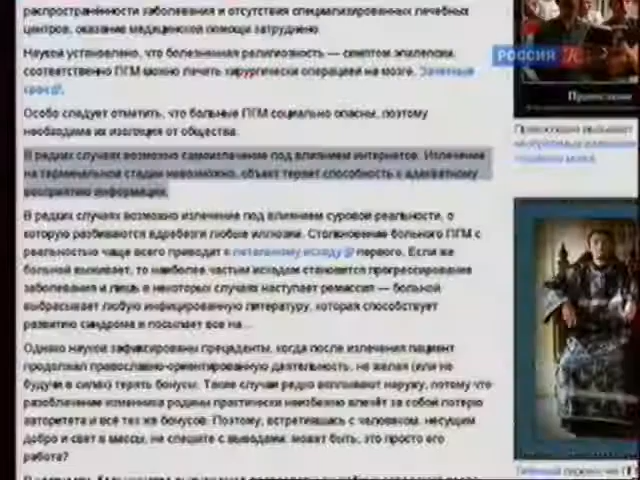 распространённости заболевания и отсутствия специализированных лечебных
центров, оказание медицинской помощи затруднено.
Наукой установлено, что болезненная религиозность — симптом эпилепсии,
соответственно ПГМ можно лечить хирургически операцией на мозге.
РОССИЯ К
Особо следует отметить, что больные ПГМ социально опасны, поэтому
необходима их изоляция от общества.
В редких случаях возможно самоизлечение под влиянием интернетов. Излечение
на терминальной стадии невозможно, объект теряет способность к адекватному
восприятию информации.
В редких случаях возможно излечение под влиянием суровой реальности, о
которую разбиваются вдребезги любые иллюзии. Столкновение больного ПГМ с
реальностью чаще всего приводит к летальному исходу первого. Если же
больной выживает, то наиболее частым исходом становится прогрессирование
заболевания и лишь в некоторых случаях наступает ремиссия — больной
выбрасывает любую инфицированную литературу, которая способствует
развитию синдрома и посылает все на...
Однако наукой зафиксированы прецеденты, когда после излечения пациент
продолжал православно-ориентированную деятельность, не желая (или не
будучи в силах) терять бонусы. Такие случаи редко всплывают наружу, потому что
разоблачение изменника родины практически неизбежно влечёт за собой потерю
авторитета и всё тех же бонусов. Поэтому, встретившись с человеком, несущим
добро и свет в массы, не спешите с выводами: может быть, это просто его
работа?